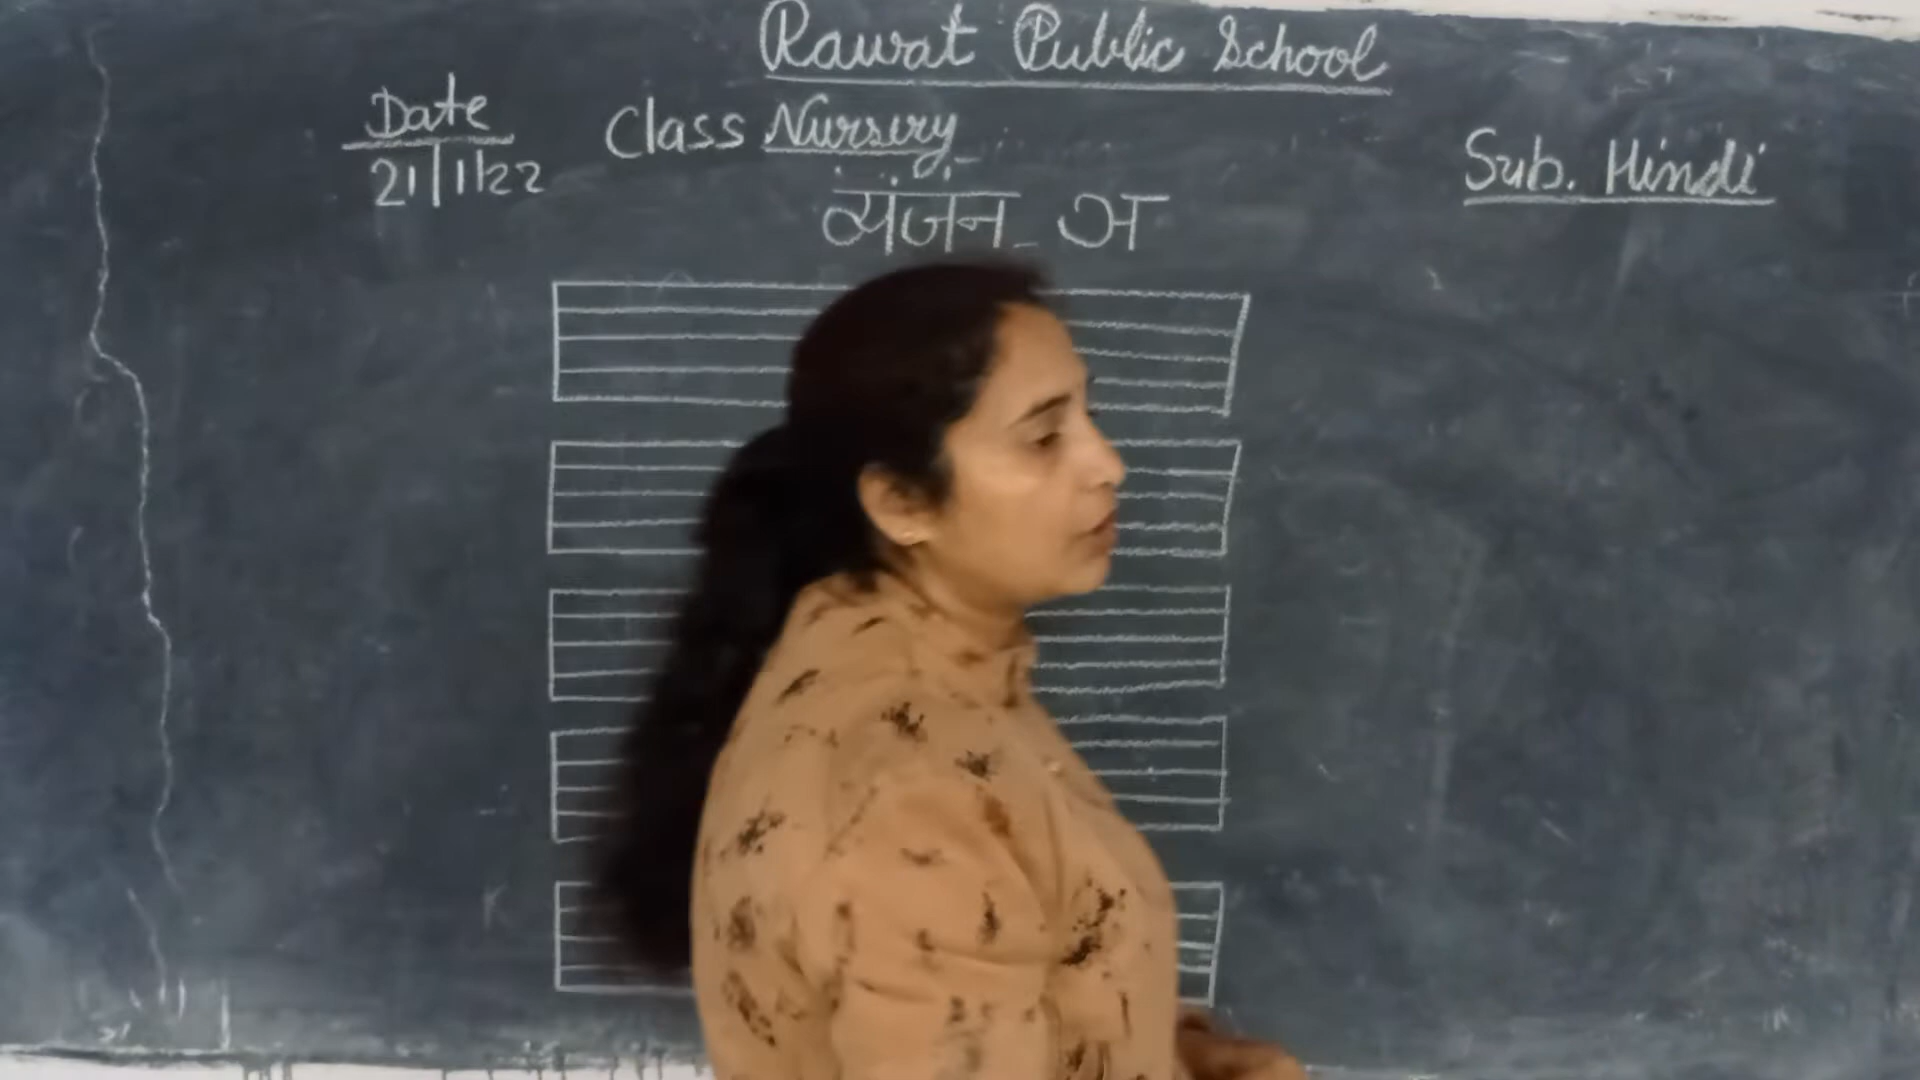 Rawat Public School
Date
21/1/22
Class Nursery
Sub. Hindi
व्यंजन - ञ